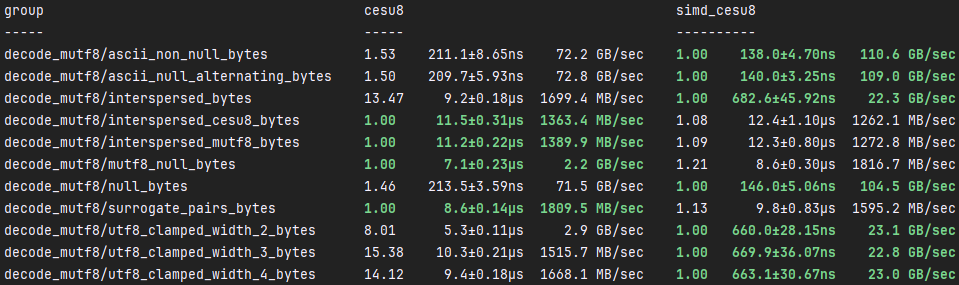 group cesu8 simd_cesu8
----- ----- ----------
decode_mutf8/ascii_non_null_bytes 1.53 211.1±8.65ns 72.2 GB/sec 1.00 138.0±4.70ns 110.6 GB/sec
decode_mutf8/ascii_null_alternating_bytes 1.50 209.7±5.93ns 72.8 GB/sec 1.00 140.0±3.25ns 109.0 GB/sec
decode_mutf8/interspersed_bytes 13.47 9.2±0.18µs 1699.4 MB/sec 1.00 682.6±45.92ns 22.3 GB/sec
decode_mutf8/interspersed_cesu8_bytes 1.00 11.5±0.31µs 1363.4 MB/sec 1.08 12.4±1.10µs 1262.1 MB/sec
decode_mutf8/interspersed_mutf8_bytes 1.00 11.2±0.22µs 1389.9 MB/sec 1.09 12.3±0.80µs 1272.8 MB/sec
decode_mutf8/mutf8_null_bytes 1.00 7.1±0.23µs 2.2 GB/sec 1.21 8.6±0.30µs 1816.7 MB/sec
decode_mutf8/null_bytes 1.46 213.5±3.59ns 71.5 GB/sec 1.00 146.0±5.06ns 104.5 GB/sec
decode_mutf8/surrogate_pairs_bytes 1.00 8.6±0.14µs 1809.5 MB/sec 1.13 9.8±0.83µs 1595.2 MB/sec
decode_mutf8/utf8_clamped_width_2_bytes 8.01 5.3±0.11µs 2.9 GB/sec 1.00 660.0±28.15ns 23.1 GB/sec
decode_mutf8/utf8_clamped_width_3_bytes 15.38 10.3±0.21µs 1515.7 MB/sec 1.00 669.9±36.07ns 22.8 GB/sec
decode_mutf8/utf8_clamped_width_4_bytes 14.12 9.4±0.18µs 1668.1 MB/sec 1.00 663.1±30.67ns 23.0 GB/sec